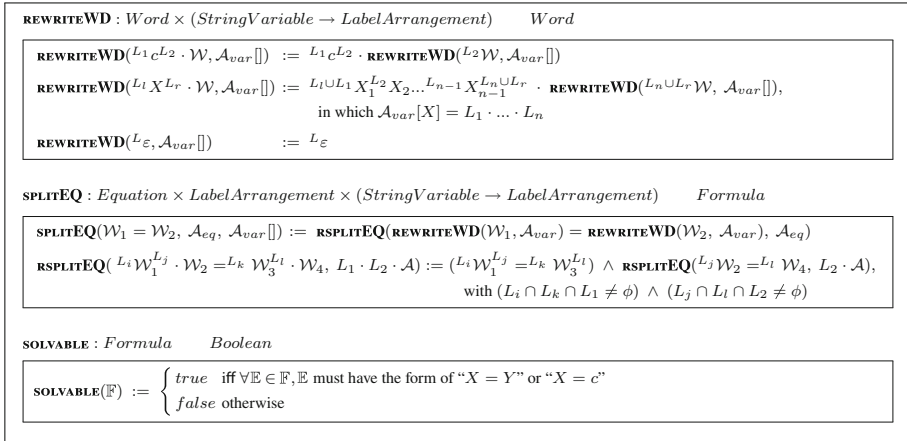 REWRITEWD : Word × (StringVariable → LabelArrangement) Word
REWRITEWD(^{L_1}c^{L_2} · 𝒲, 𝒜_{var}[]) := ^{L_1}c^{L_2} · REWRITEWD(^{L_2}𝒲, 𝒜_{var}[])
REWRITEWD(^{L_l}X^{L_r} · 𝒲, 𝒜_{var}[]) := ^{L_l∪L_1}X_1^{L_2}X_2...^{L_{n−1}}X_{n−1}^{L_n∪L_r} · REWRITEWD(^{L_n∪L_r}𝒲, 𝒜_{var}[]),
in which 𝒜_{var}[X] = L_1 · ... · L_n
REWRITEWD(^Lε, 𝒜_{var}[]) := ^Lε
SPLITEQ : Equation × LabelArrangement × (StringVariable → LabelArrangement) Formula
SPLITEQ(𝒲_1 = 𝒲_2, 𝒜_{eq}, 𝒜_{var}[]) := RSPLITEQ(REWRITEWD(𝒲_1, 𝒜_{var}) = REWRITEWD(𝒲_2, 𝒜_{var}), 𝒜_{eq})
RSPLITEQ( ^{L_i}𝒲_1^{L_j} · 𝒲_2 =^{L_k} 𝒲_3^{L_l} · 𝒲_4, L_1 · L_2 · 𝒜) := (^{L_i}𝒲_1^{L_j} =^{L_k} 𝒲_3^{L_l}) ∧ RSPLITEQ(^{L_j}𝒲_2 =^{L_l} 𝒲_4, L_2 · 𝒜),
with (L_i ∩ L_k ∩ L_1 ≠ ϕ) ∧ (L_j ∩ L_l ∩ L_2 ≠ ϕ)
SOLVABLE : Formula Boolean
SOLVABLE(𝔽) := { true iff ∀𝔼 ∈ 𝔽, 𝔼 must have the form of “X = Y” or “X = c”
false otherwise